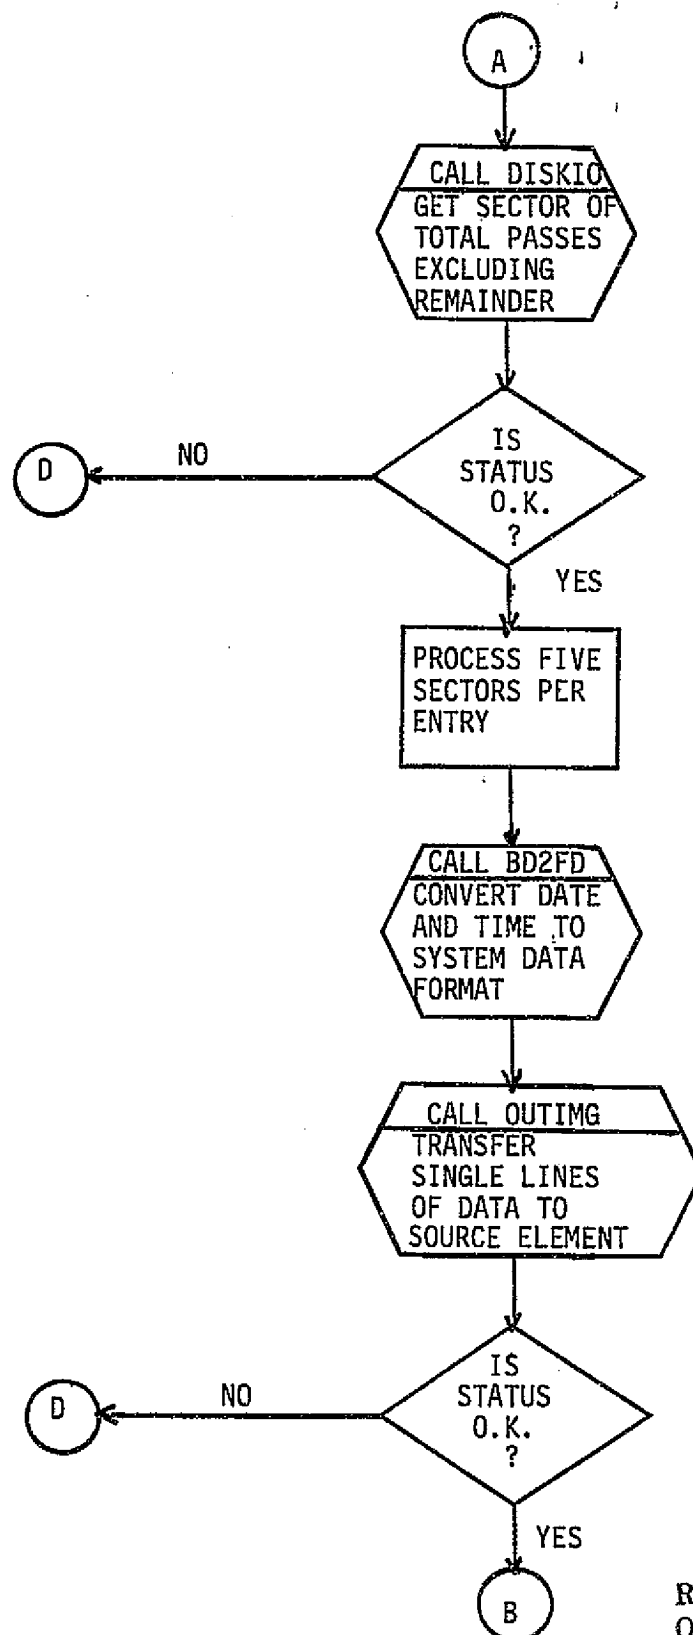 A
CALL DISKIO
GET SECTOR OF
TOTAL PASSES
EXCLUDING
REMAINDER
IS
STATUS
O.K.
?
NO
D
YES
PROCESS FIVE
SECTORS PER
ENTRY
CALL BD2FD
CONVERT DATE
AND TIME TO
SYSTEM DATA
FORMAT
CALL OUTIMG
TRANSFER
SINGLE LINES
OF DATA TO
SOURCE ELEMENT
IS
STATUS
O.K.
?
NO
D
YES
B
R
O